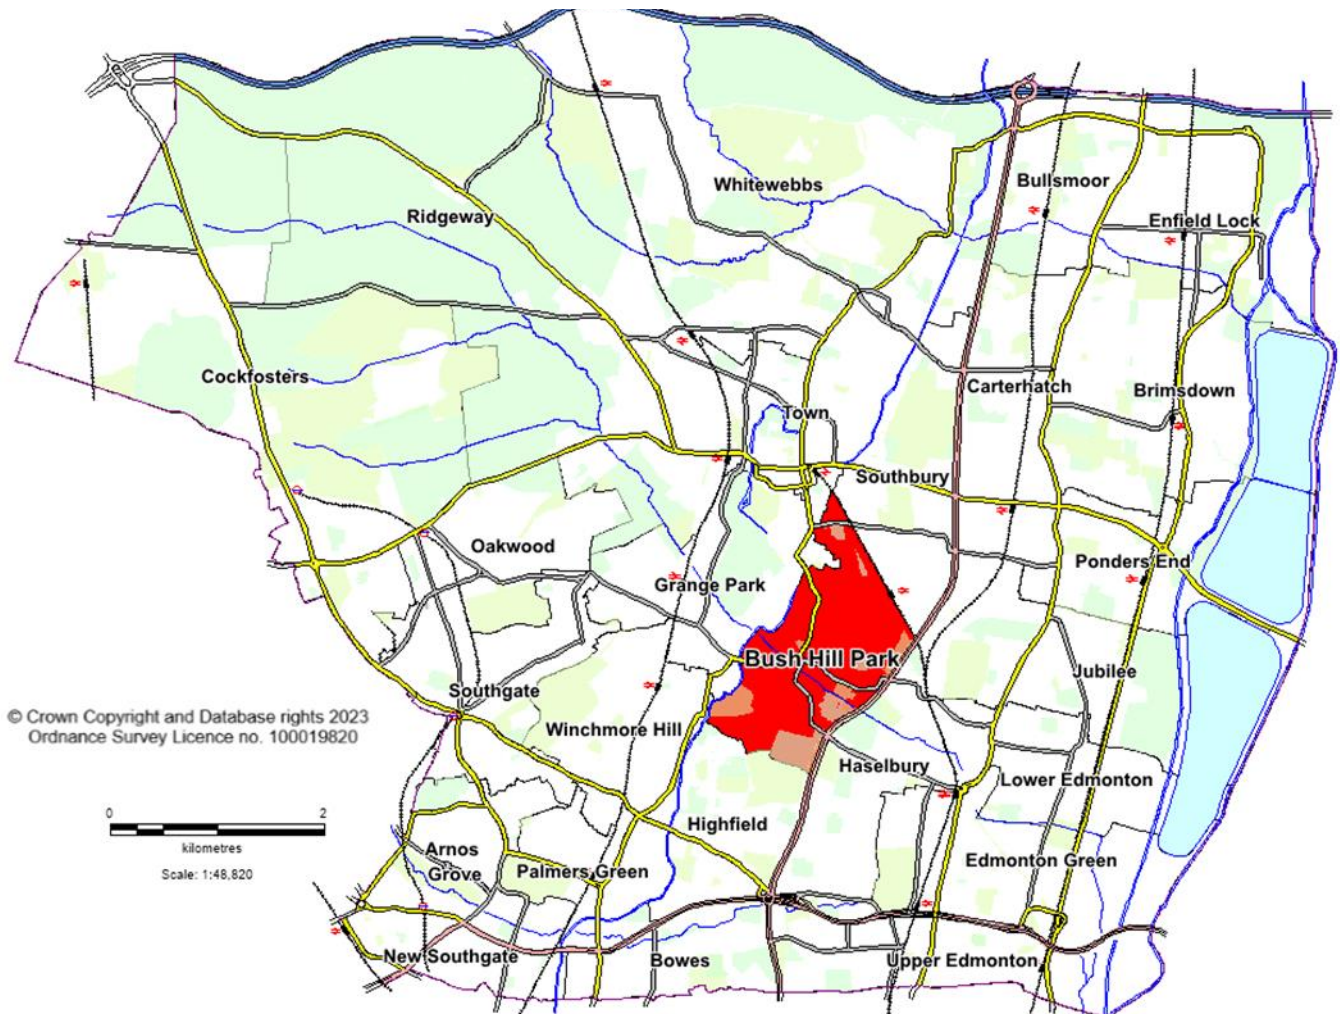 Whitewebbs
Bullsmoor
Ridgeway
Enfield Lock
Cockfosters
Carterhatch
Brimsdown
Town
Southbury
Oakwood
Grange Park
Ponders End
Bush Hill Park
Jubilee
Southgate
© Crown Copyright and Database rights 2023
Ordnance Survey Licence no. 100019820
Winchmore Hill
Haselbury
Lower Edmonton
0 2
kilometres
Scale: 1:48,820
Highfield
Arnos
Grove
Palmers Green
Edmonton Green
New Southgate
Bowes
Upper Edmonton